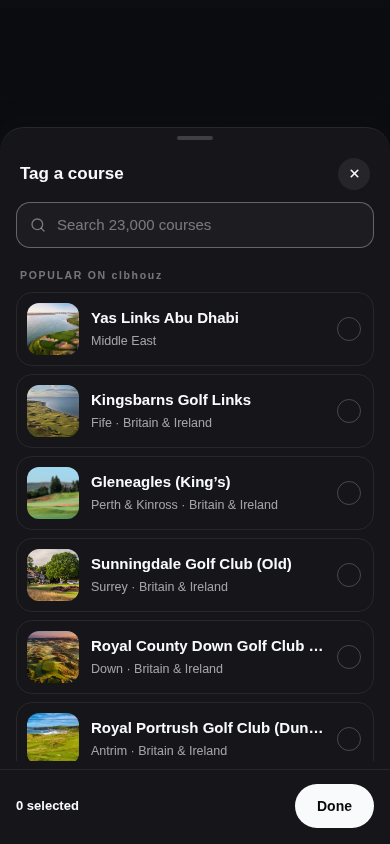 Tag a course
Search 23,000 courses
POPULAR ON clbhouz
Yas Links Abu Dhabi
Middle East
Kingsbarns Golf Links
Fife · Britain & Ireland
Gleneagles (King's)
Perth & Kinross · Britain & Ireland
Sunningdale Golf Club (Old)
Surrey · Britain & Ireland
Royal County Down Golf Club …
Down · Britain & Ireland
Royal Portrush Golf Club (Dun…
Antrim · Britain & Ireland
0 selected
Done